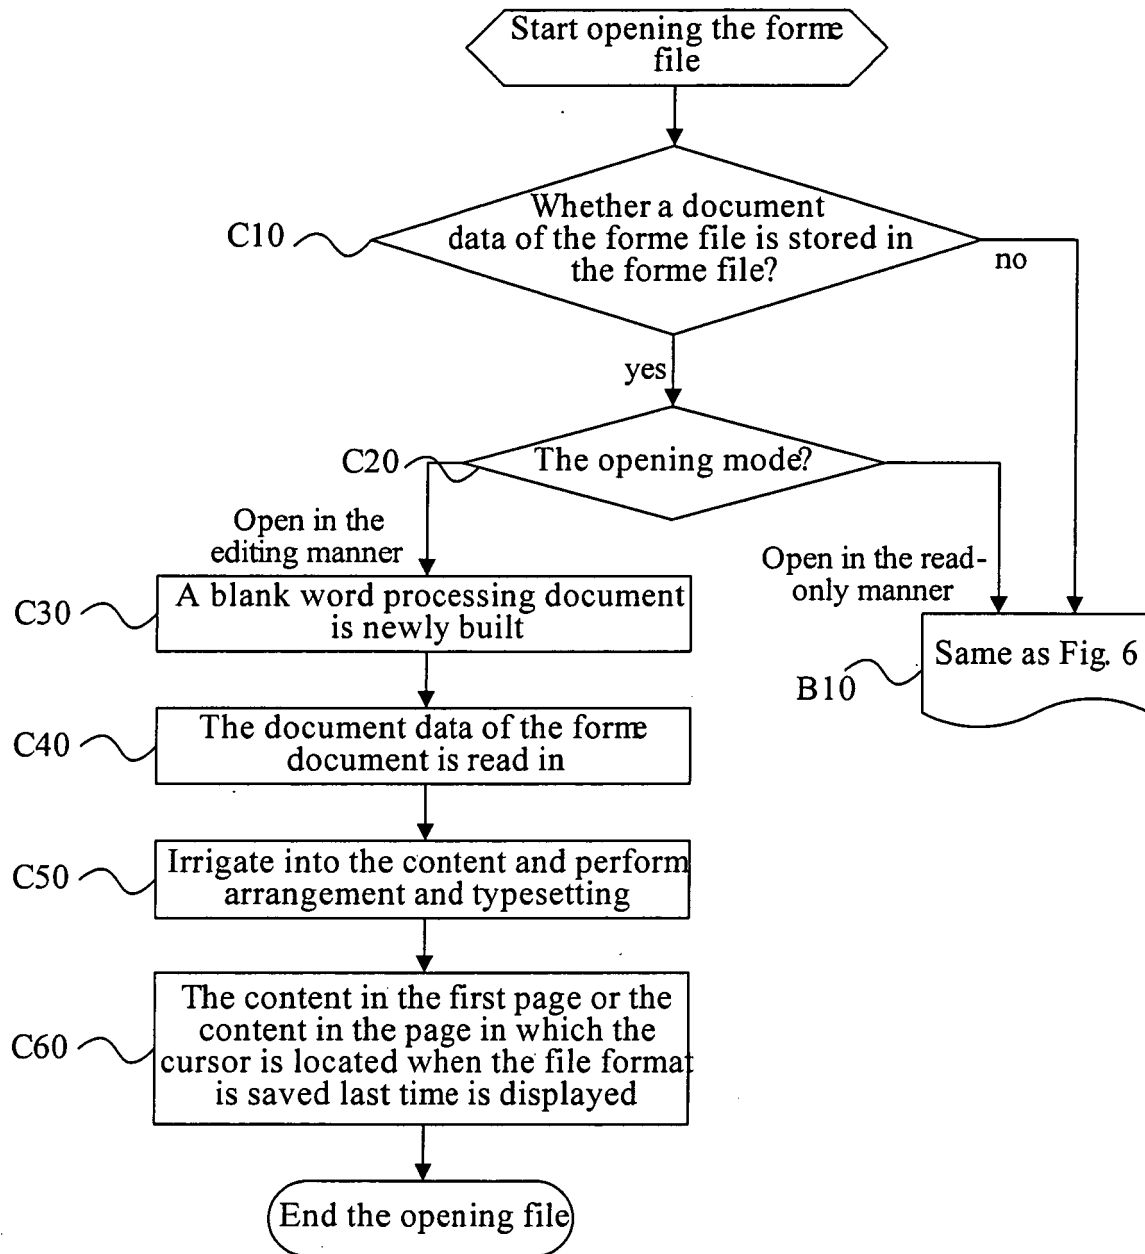 Start opening the forme
file
Whether a document
data of the forme file is stored in
the forme file?
C10
no
yes
C20
The opening mode?
Open in the
editing manner
Open in the read-
only manner
C30
A blank word processing document
is newly built
Same as Fig. 6
B10
C40
The document data of the forme
document is read in
C50
Irrigate into the content and perform
arrangement and typesetting
C60
The content in the first page or the
content in the page in which the
cursor is located when the file format
is saved last time is displayed
End the opening file